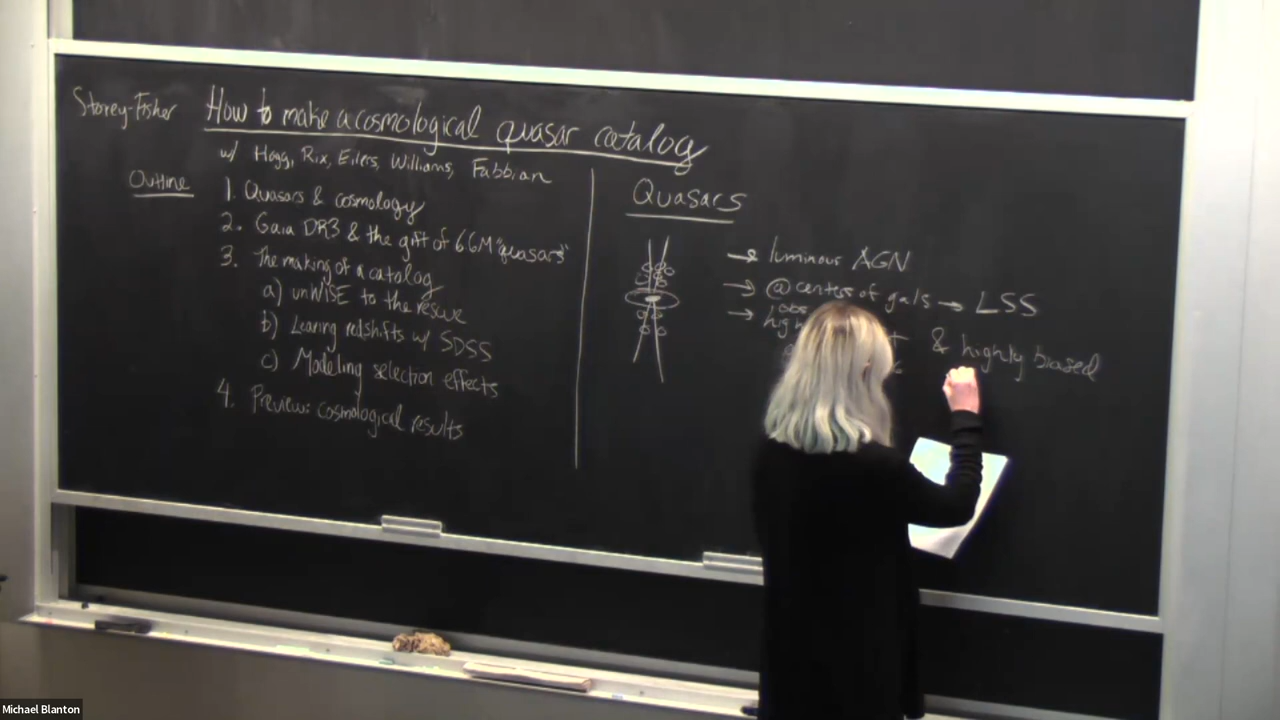 Storey-Fisher
How to make a cosmological quasar catalog
w/ Hogg, Rix, Eilers, Williams, Fabbian
Outline
1. Quasars & cosmology
2. Gaia DR3 & the gift of 6.6M "quasars"
3. The making of a catalog
a) unWISE to the rescue
b) Learing redshifts w/ SDSS
c) Modeling selection effects
4. Preview: cosmological results
Quasars
→ luminous AGN
→ @ centers of gals → LSS
→ obs
& highly biased
Michael Blanton